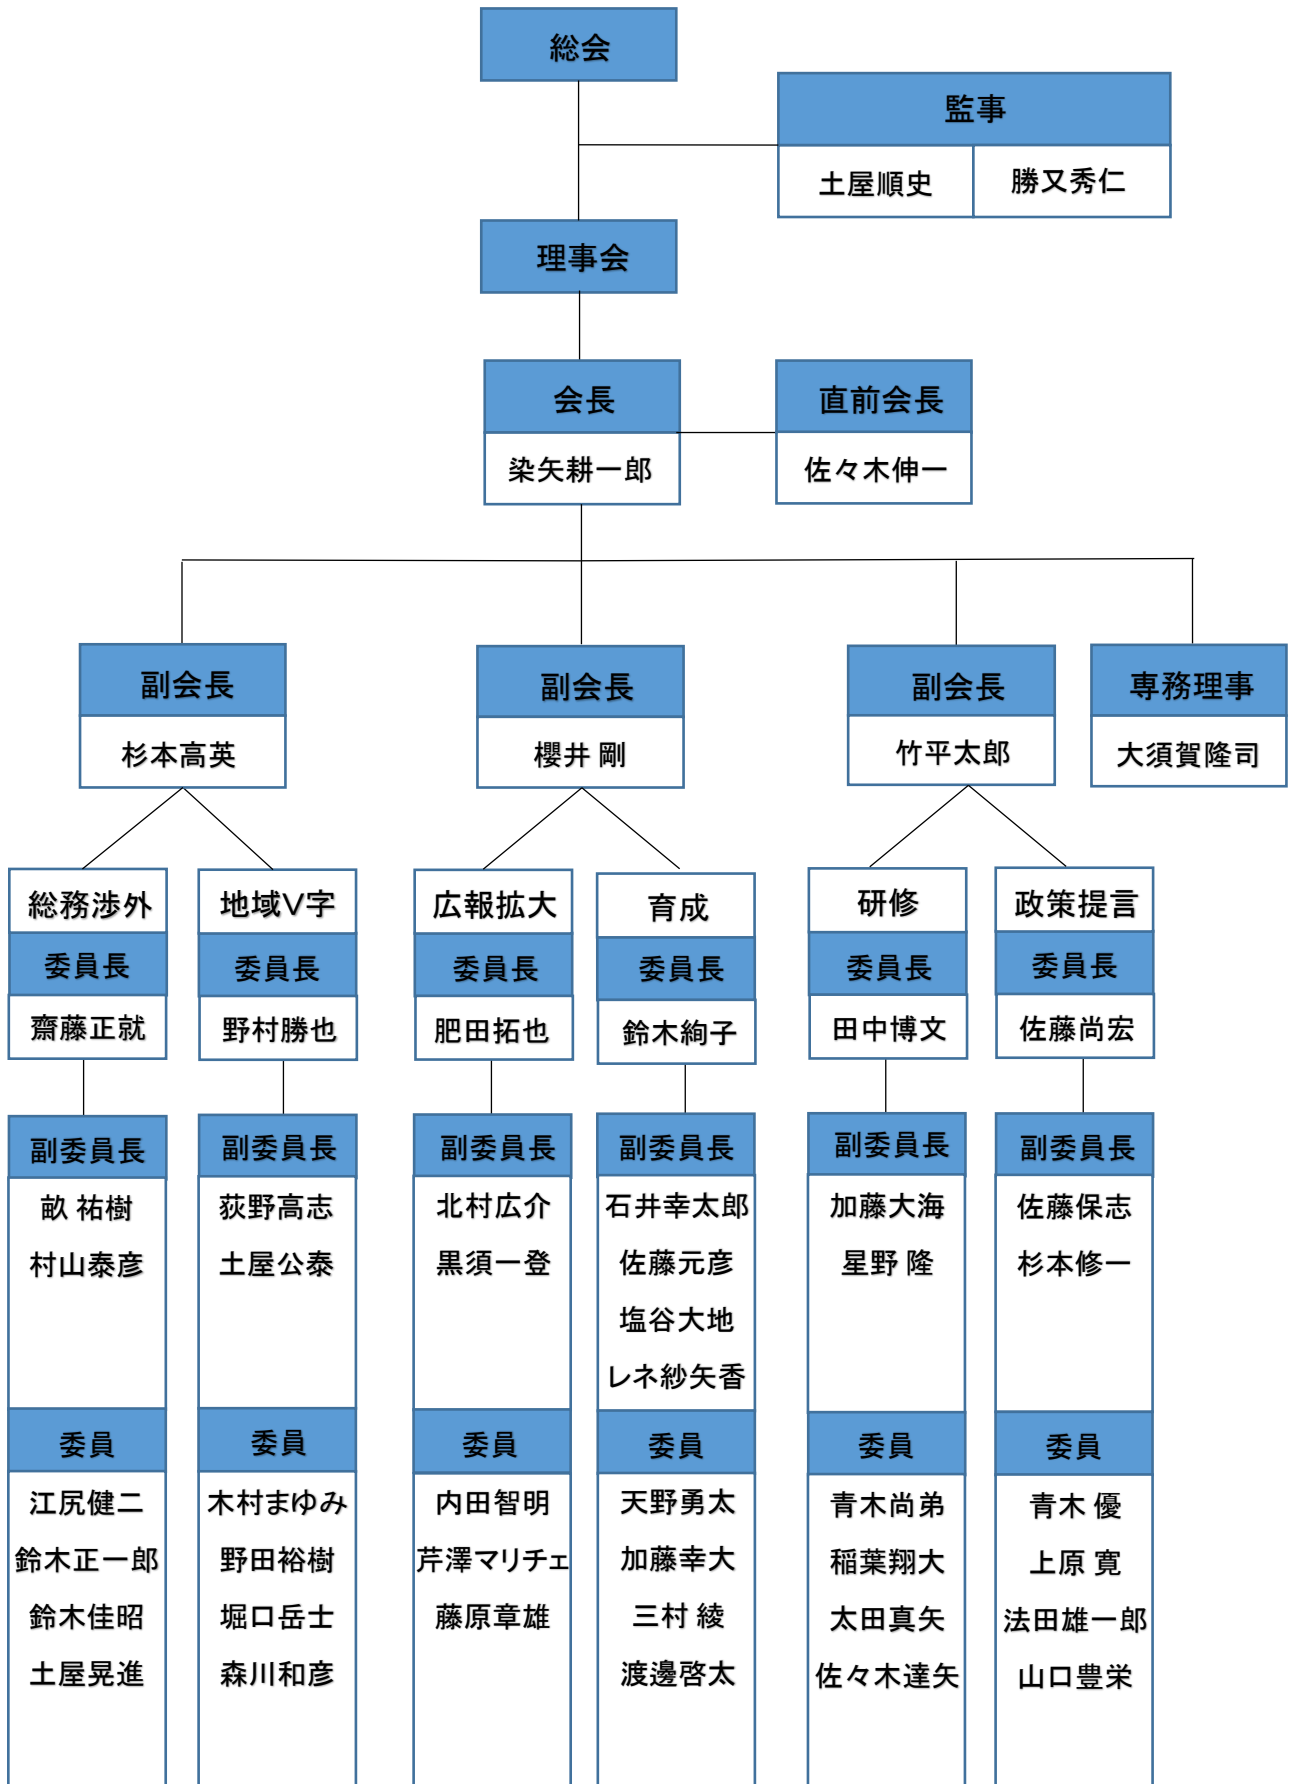 総会
監事
土屋順史
勝又秀仁
理事会
会長
染矢耕一郎
直前会長
佐々木伸一
副会長
杉本高英
副会長
櫻井 剛
副会長
竹平太郎
専務理事
大須賀隆司
総務渉外
委員長
齋藤正就
副委員長
畝 祐樹
村山泰彦
委員
江尻健二
鈴木正一郎
鈴木佳昭
土屋晃進
地域V字
委員長
野村勝也
副委員長
荻野高志
土屋公泰
委員
木村まゆみ
野田裕樹
堀口岳士
森川和彦
広報拡大
委員長
肥田拓也
副委員長
北村広介
黒須一登
委員
内田智明
芹澤マリチェ
藤原章雄
育成
委員長
鈴木絢子
副委員長
石井幸太郎
佐藤元彦
塩谷大地
レネ紗矢香
委員
天野勇太
加藤幸大
三村 綾
渡邊啓太
研修
委員長
田中博文
副委員長
加藤大海
星野 隆
委員
青木尚弟
稲葉翔大
太田真矢
佐々木達矢
政策提言
委員長
佐藤尚宏
副委員長
佐藤保志
杉本修一
委員
青木 優
上原 寛
法田雄一郎
山口豊栄